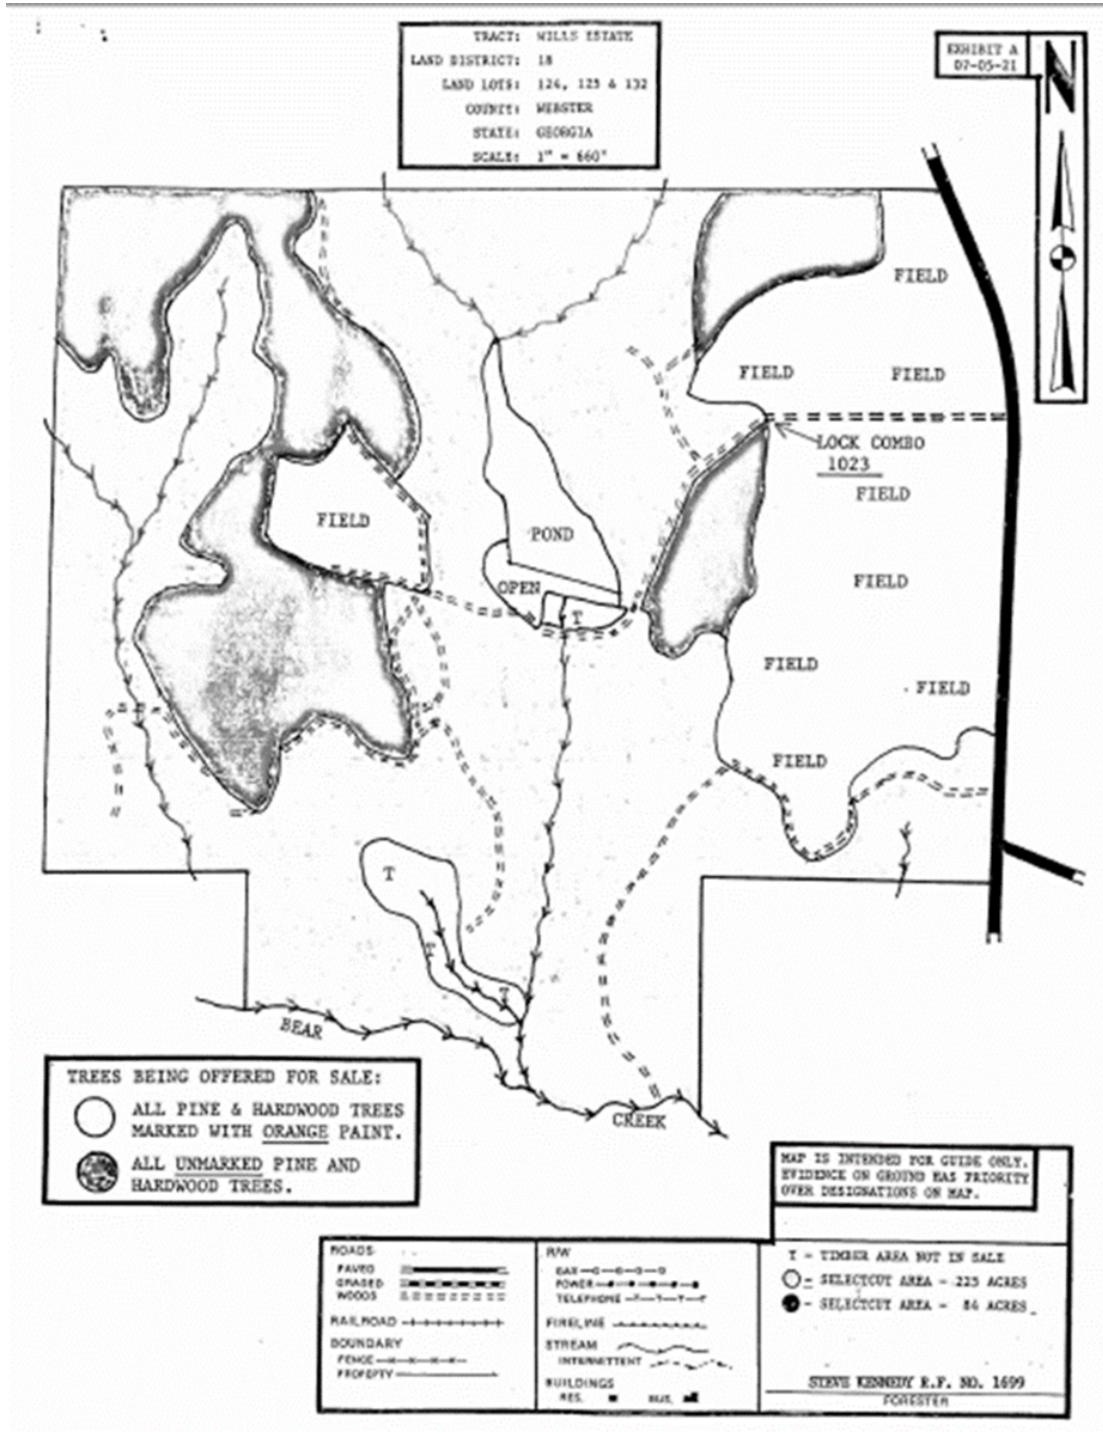 TRACT: WILLS ESTATE
LAND DISTRICT: 18
LAND LOTS: 124, 125 & 132
COUNTY: WEBSTER
STATE: GEORGIA
SCALE: 1" = 660'
EXHIBIT A
07-05-21
N
FIELD
FIELD
FIELD
LOCK COMBO
1023
FIELD
FIELD
POND
FIELD
OPEN
T
FIELD
FIELD
FIELD
T
T
BEAR
CREEK
TREES BEING OFFERED FOR SALE:
ALL PINE & HARDWOOD TREES
MARKED WITH ORANGE PAINT.
ALL UNMARKED PINE AND
HARDWOOD TREES.
MAP IS INTENDED FOR GUIDE ONLY.
EVIDENCE ON GROUND HAS PRIORITY
OVER DESIGNATIONS ON MAP.
ROADS
PAVED
GRADED
WOODS
RAILROAD
BOUNDARY
FENCE
PROPERTY
R/W
GAS
POWER
TELEPHONE
FIRELINE
STREAM
INTERMITTENT
BUILDINGS
RES. BUS.
T - TIMBER AREA NOT IN SALE
- SELECTCUT AREA - 225 ACRES
- SELECTCUT AREA - 84 ACRES
STEVE KENNEDY R.F. NO. 1699
FORESTER